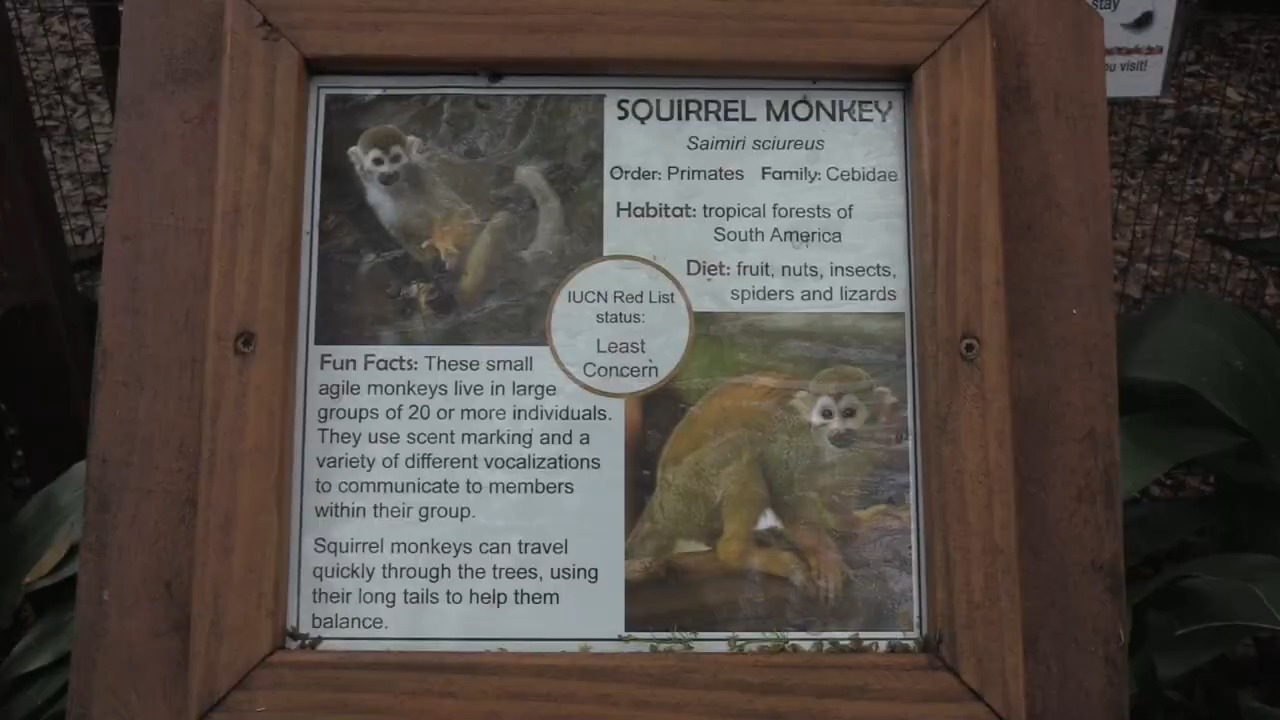 stay
ou visit!
SQUIRREL MONKEY
Saimiri sciureus
Order: Primates Family: Cebidae
Habitat: tropical forests of
South America
Diet: fruit, nuts, insects,
spiders and lizards
IUCN Red List
status:
Least
Concern
Fun Facts: These small
agile monkeys live in large
groups of 20 or more individuals.
They use scent marking and a
variety of different vocalizations
to communicate to members
within their group.
Squirrel monkeys can travel
quickly through the trees, using
their long tails to help them
balance.